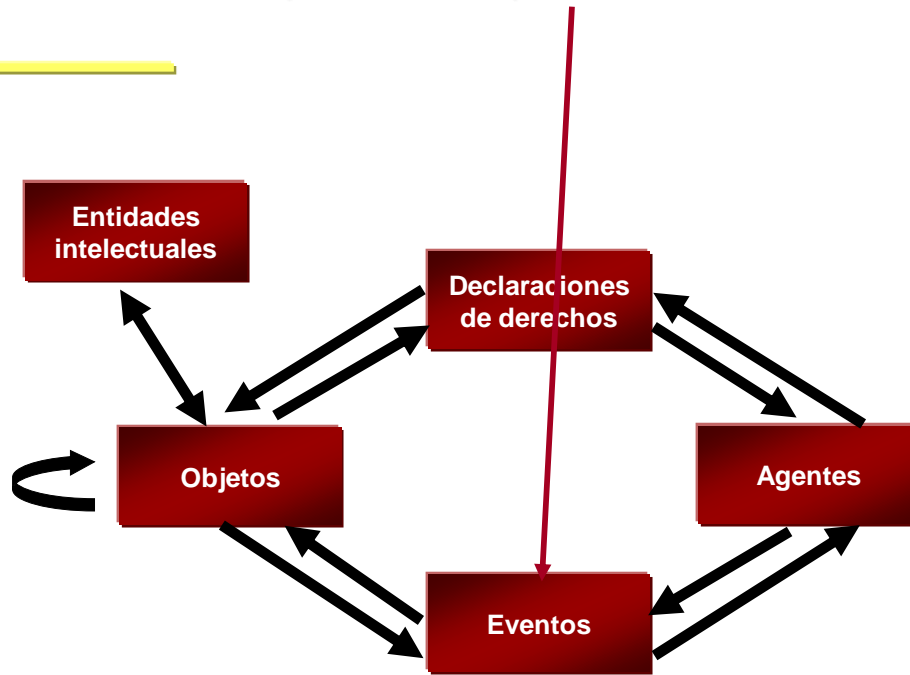 Entidades
intelectuales
Declaraciones
de derechos
Objetos
Agentes
Eventos